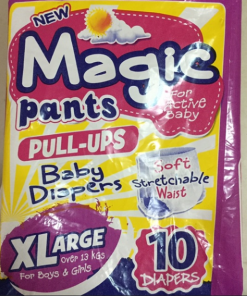 NEW
Magic
pants
For
Active
Baby
PULL-UPS
Baby
Diapers
Soft
Stretchable
Waist
XLARGE
Over 13 kgs
For Boys & Girls
10
DIAPERS